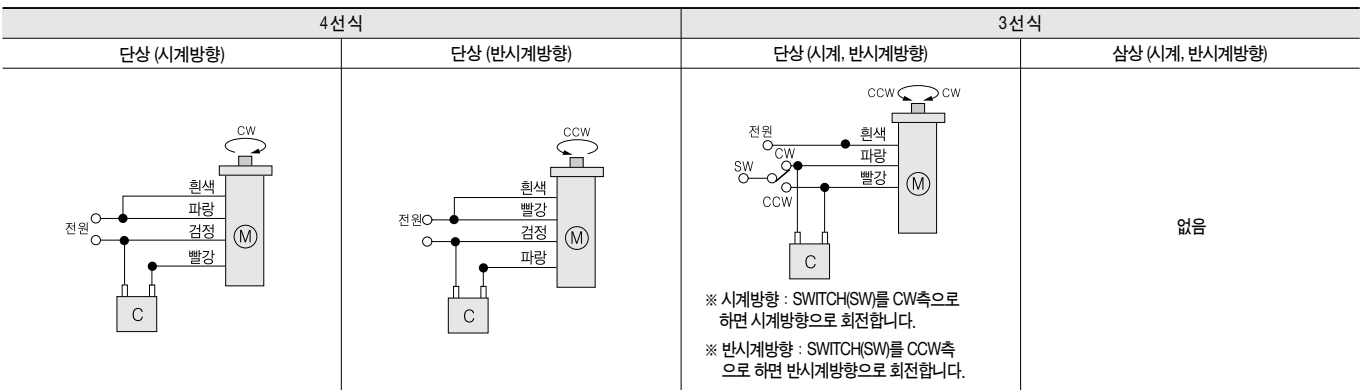 4선식
3선식
단상 (시계방향)
단상 (반시계방향)
단상 (시계, 반시계방향)
삼상 (시계, 반시계방향)
CW
흰색
파랑
전원
검정
M
빨강
C
CCW
흰색
빨강
전원
검정
M
파랑
C
CCW
CW
전원
흰색
CW
파랑
SW
빨강
M
CCW
C
※ 시계방향 : SWITCH(SW)를 CW측으로
하면 시계방향으로 회전합니다.
※ 반시계방향 : SWITCH(SW)를 CCW측
으로 하면 반시계방향으로 회전합니다.
없음